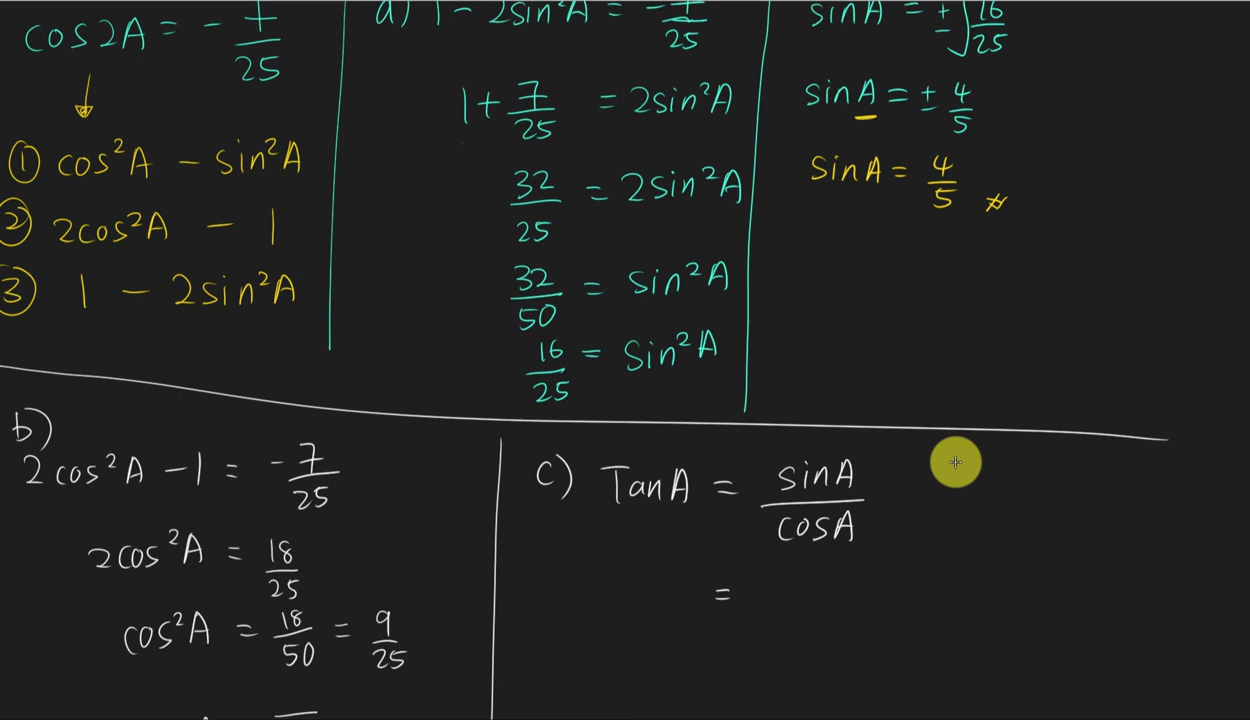 cos2A = - 7/25
① cos²A - sin²A
② 2cos²A - 1
③ 1 - 2sin²A
a) 1 - 2sin²A = -7/25
1 + 7/25 = 2sin²A
32/25 = 2sin²A
32/50 = sin²A
16/25 = sin²A
sinA = ±√16/25
sinA = ± 4/5
sinA = 4/5
b)
2cos²A - 1 = -7/25
2cos²A = 18/25
cos²A = 18/50 = 9/25
c) TanA = sinA/cosA
=